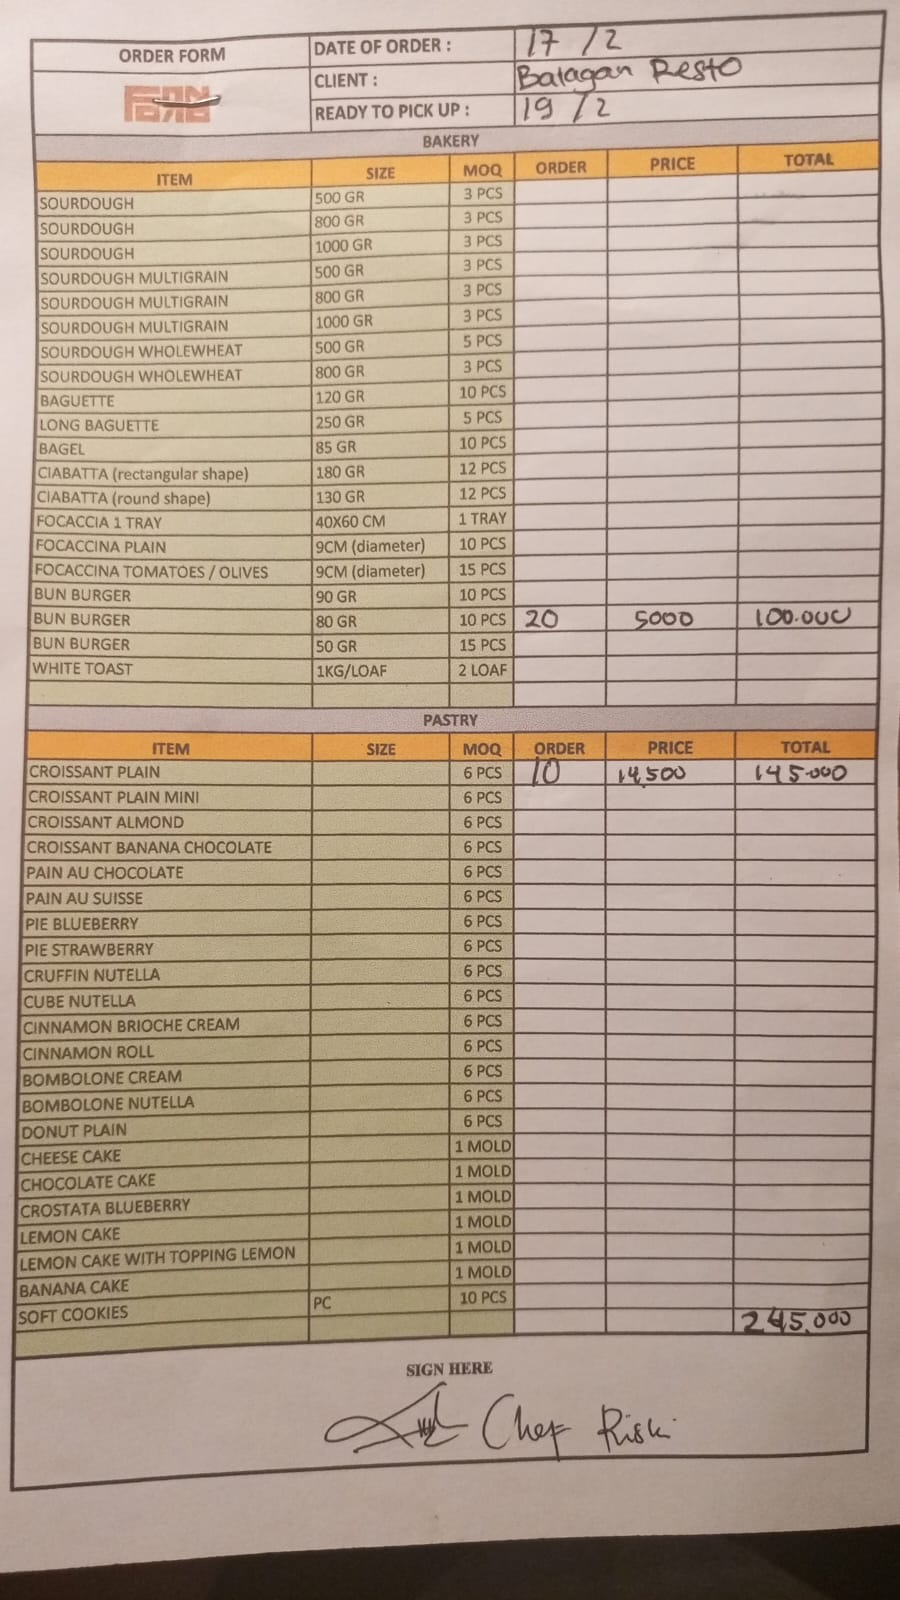 ORDER FORM
DATE OF ORDER : 17 /2
CLIENT : Balagan Resto
READY TO PICK UP : 19 /2
BAKERY
ITEM SIZE MOQ ORDER PRICE TOTAL
SOURDOUGH 500 GR 3 PCS
SOURDOUGH 800 GR 3 PCS
SOURDOUGH 1000 GR 3 PCS
SOURDOUGH MULTIGRAIN 500 GR 3 PCS
SOURDOUGH MULTIGRAIN 800 GR 3 PCS
SOURDOUGH MULTIGRAIN 1000 GR 3 PCS
SOURDOUGH WHOLEWHEAT 500 GR 5 PCS
SOURDOUGH WHOLEWHEAT 800 GR 3 PCS
BAGUETTE 120 GR 10 PCS
LONG BAGUETTE 250 GR 5 PCS
BAGEL 85 GR 10 PCS
CIABATTA (rectangular shape) 180 GR 12 PCS
CIABATTA (round shape) 130 GR 12 PCS
FOCACCIA 1 TRAY 40X60 CM 1 TRAY
FOCACCINA PLAIN 9CM (diameter) 10 PCS
FOCACCINA TOMATOES / OLIVES 9CM (diameter) 15 PCS
BUN BURGER 90 GR 10 PCS
BUN BURGER 80 GR 10 PCS 20 5000 100.000
BUN BURGER 50 GR 15 PCS
WHITE TOAST 1KG/LOAF 2 LOAF
PASTRY
ITEM SIZE MOQ ORDER PRICE TOTAL
CROISSANT PLAIN 6 PCS 10 14,500 145.000
CROISSANT PLAIN MINI 6 PCS
CROISSANT ALMOND 6 PCS
CROISSANT BANANA CHOCOLATE 6 PCS
PAIN AU CHOCOLATE 6 PCS
PAIN AU SUISSE 6 PCS
PIE BLUEBERRY 6 PCS
PIE STRAWBERRY 6 PCS
CRUFFIN NUTELLA 6 PCS
CUBE NUTELLA 6 PCS
CINNAMON BRIOCHE CREAM 6 PCS
CINNAMON ROLL 6 PCS
BOMBOLONE CREAM 6 PCS
BOMBOLONE NUTELLA 6 PCS
DONUT PLAIN 6 PCS
CHEESE CAKE 1 MOLD
CHOCOLATE CAKE 1 MOLD
CROSTATA BLUEBERRY 1 MOLD
LEMON CAKE 1 MOLD
LEMON CAKE WITH TOPPING LEMON 1 MOLD
BANANA CAKE 1 MOLD
SOFT COOKIES PC 10 PCS
245.000
SIGN HERE
Chef Riski